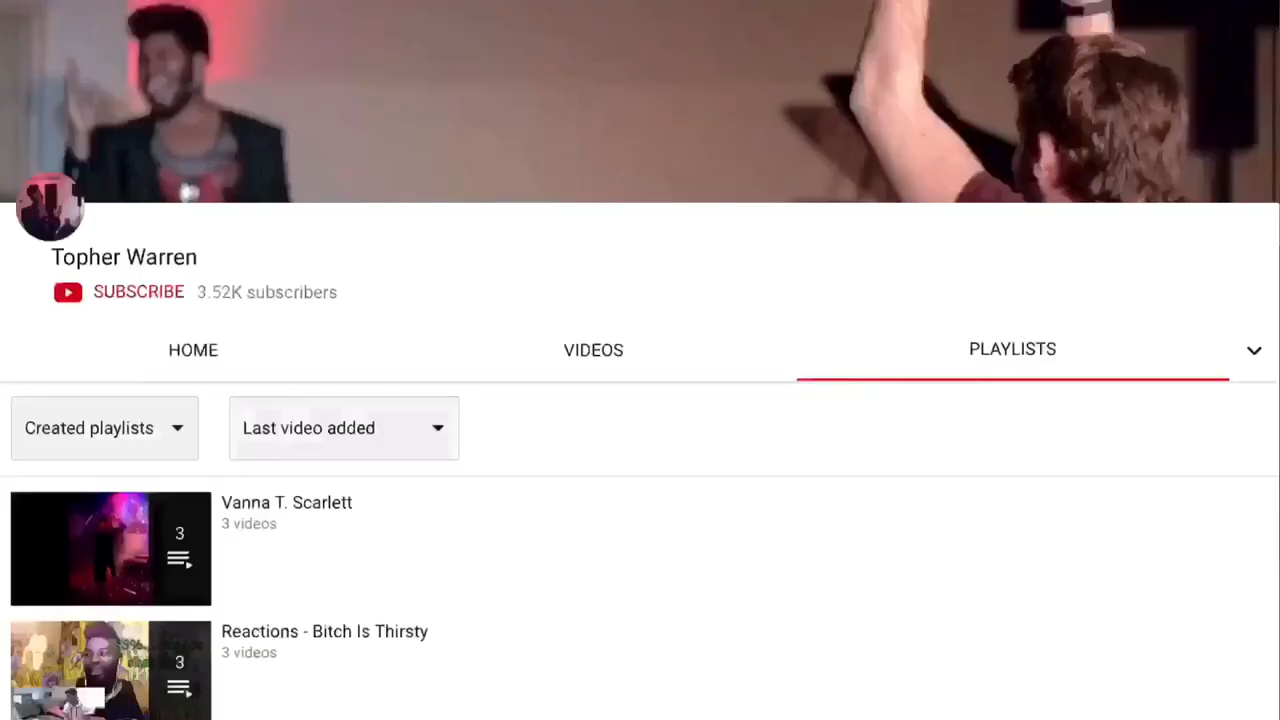 Topher Warren
SUBSCRIBE 3.52K subscribers
HOME VIDEOS PLAYLISTS
Created playlists Last video added
Vanna T. Scarlett
3 videos
3
Reactions - Bitch Is Thirsty
3 videos
3